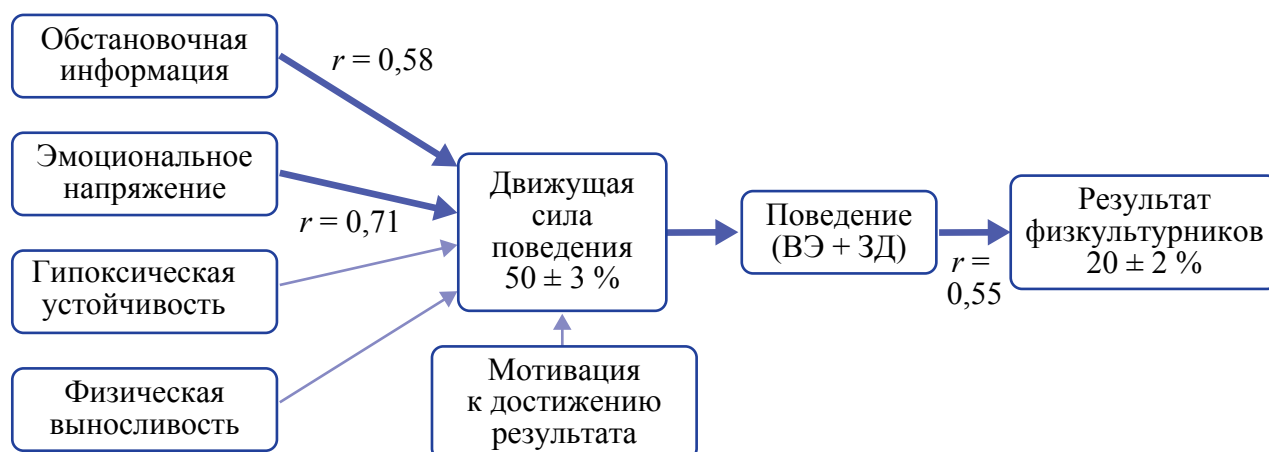 Обстановочная
информация
r = 0,58
Эмоциональное
напряжение
r = 0,71
Гипоксическая
устойчивость
Физическая
выносливость
Движущая
сила
поведения
50 ± 3 %
Мотивация
к достижению
результата
Поведение
(ВЭ + ЗД)
r =
0,55
Результат
физкультурников
20 ± 2 %